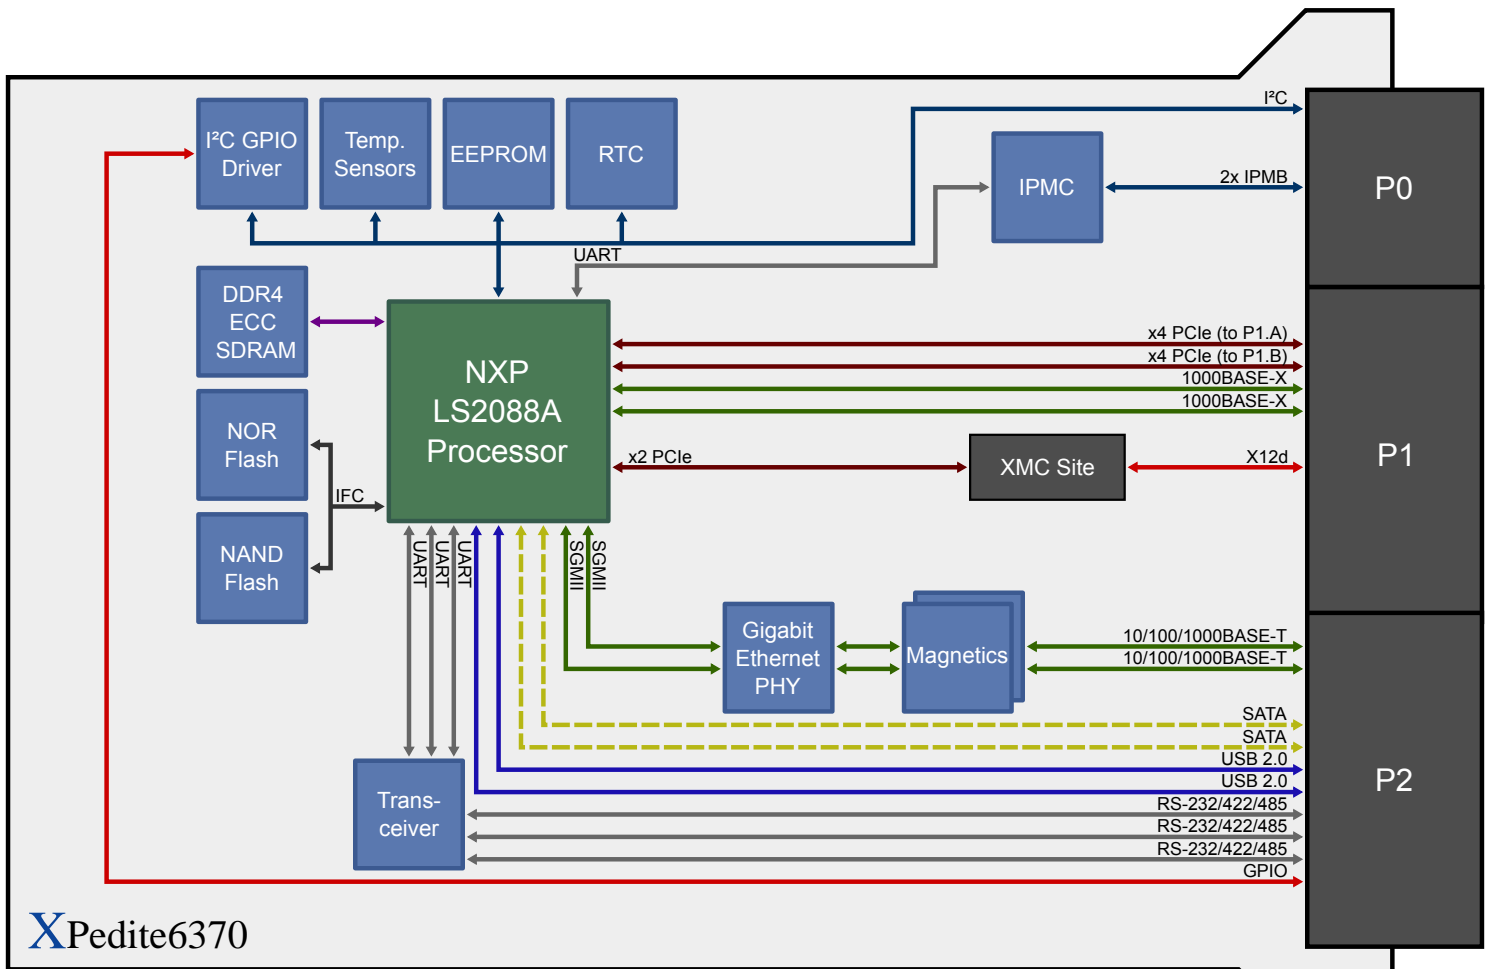 I²C
I²C GPIO
Driver
Temp.
Sensors
EEPROM
RTC
IPMC
2x IPMB
P0
UART
DDR4
ECC
SDRAM
NXP
LS2088A
Processor
x4 PCIe (to P1.A)
x4 PCIe (to P1.B)
1000BASE-X
1000BASE-X
NOR
Flash
x2 PCIe
XMC Site
X12d
P1
IFC
NAND
Flash
UART
UART
UART
SGMII
SGMII
Gigabit
Ethernet
PHY
Magnetics
10/100/1000BASE-T
10/100/1000BASE-T
SATA
SATA
USB 2.0
USB 2.0
P2
Trans-
ceiver
RS-232/422/485
RS-232/422/485
RS-232/422/485
GPIO
XPedite6370